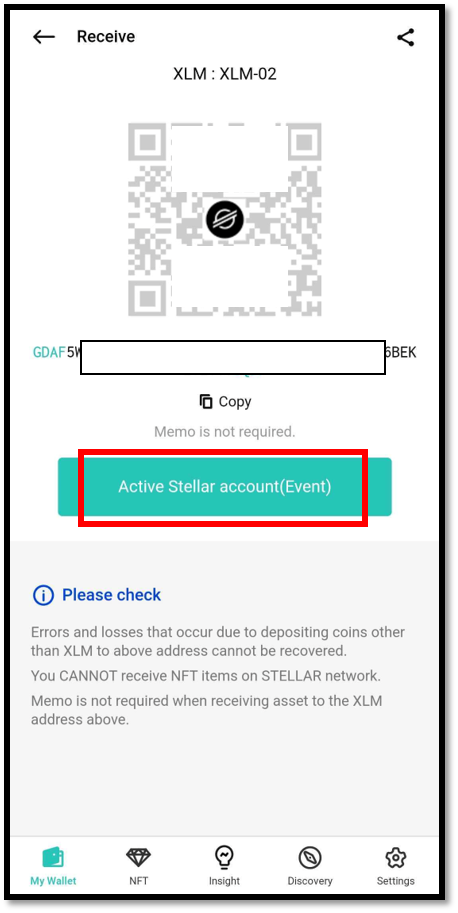 Receive
XLM : XLM-02
GDAF5W 6BEK
Copy
Memo is not required.
Active Stellar account(Event)
Please check
Errors and losses that occur due to depositing coins other
than XLM to above address cannot be recovered.
You CANNOT receive NFT items on STELLAR network.
Memo is not required when receiving asset to the XLM
address above.
My Wallet NFT Insight Discovery Settings